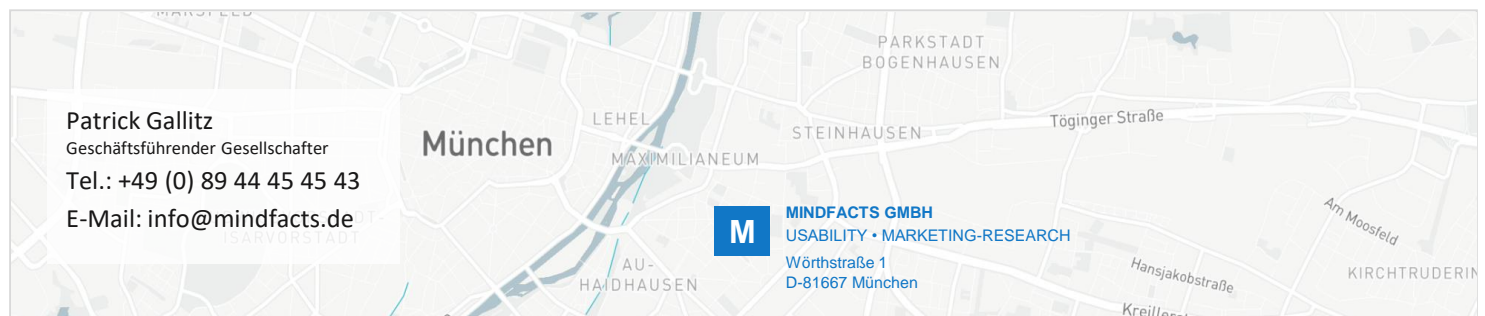 MARSFELD
PARKSTADT
BOGENHAUSEN
Patrick Gallitz
Geschäftsführender Gesellschafter
Tel.: +49 (0) 89 44 45 45 43
E-Mail: info@mindfacts.de
München
LEHEL
MAXIMILIANEUM
STEINHAUSEN
Töginger Straße
ISARVORSTADT
AU-
HAIDHAUSEN
M
MINDFACTS GMBH
USABILITY • MARKETING-RESEARCH
Wörthstraße 1
D-81667 München
Am Moosfeld
Hansjakobstraße
KIRCHTRUDERIN